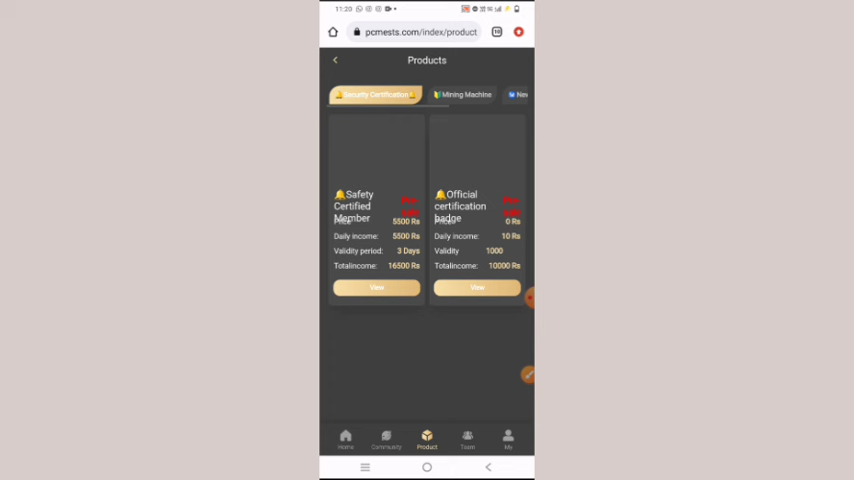 11:20
pcmests.com/index/product
Products
Security Certification
Mining Machine
New
Safety Certified Member
Price: 5500 Rs
Daily income: 5500 Rs
Validity period: 3 Days
Totalincome: 16500 Rs
View
Official certification badge
0 Rs
Daily income: 10 Rs
Validity 1000
Totalincome: 10000 Rs
View
Home
Community
Product
Team
My